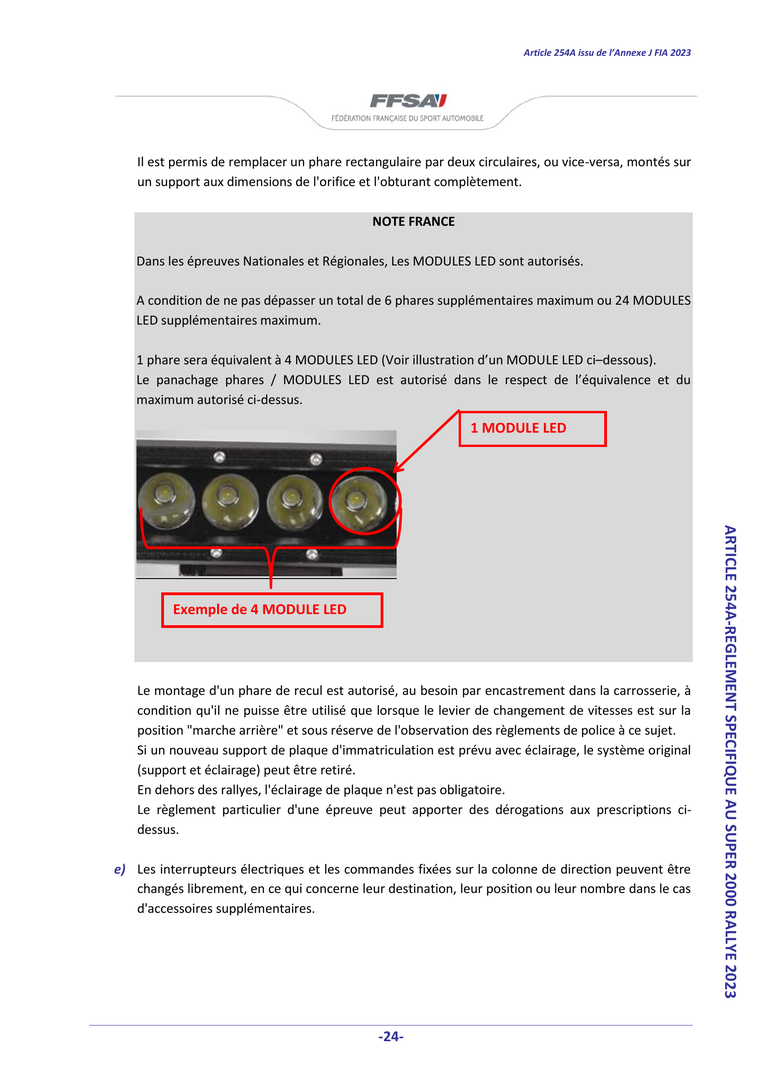 Article 254A issu de l'Annexe J FIA 2023
FFSA
FÉDÉRATION FRANÇAISE DU SPORT AUTOMOBILE
Il est permis de remplacer un phare rectangulaire par deux circulaires, ou vice-versa, montés sur
un support aux dimensions de l'orifice et l'obturant complètement.
NOTE FRANCE
Dans les épreuves Nationales et Régionales, Les MODULES LED sont autorisés.
A condition de ne pas dépasser un total de 6 phares supplémentaires maximum ou 24 MODULES
LED supplémentaires maximum.
1 phare sera équivalent à 4 MODULES LED (Voir illustration d’un MODULE LED ci–dessous).
Le panachage phares / MODULES LED est autorisé dans le respect de l’équivalence et du
maximum autorisé ci-dessus.
1 MODULE LED
Exemple de 4 MODULE LED
Le montage d'un phare de recul est autorisé, au besoin par encastrement dans la carrosserie, à
condition qu'il ne puisse être utilisé que lorsque le levier de changement de vitesses est sur la
position "marche arrière" et sous réserve de l'observation des règlements de police à ce sujet.
Si un nouveau support de plaque d'immatriculation est prévu avec éclairage, le système original
(support et éclairage) peut être retiré.
En dehors des rallyes, l'éclairage de plaque n'est pas obligatoire.
Le règlement particulier d'une épreuve peut apporter des dérogations aux prescriptions ci-
dessus.
e) Les interrupteurs électriques et les commandes fixées sur la colonne de direction peuvent être
changés librement, en ce qui concerne leur destination, leur position ou leur nombre dans le cas
d'accessoires supplémentaires.
ARTICLE 254A-REGLEMENT SPECIFIQUE AU SUPER 2000 RALLYE 2023
-24-